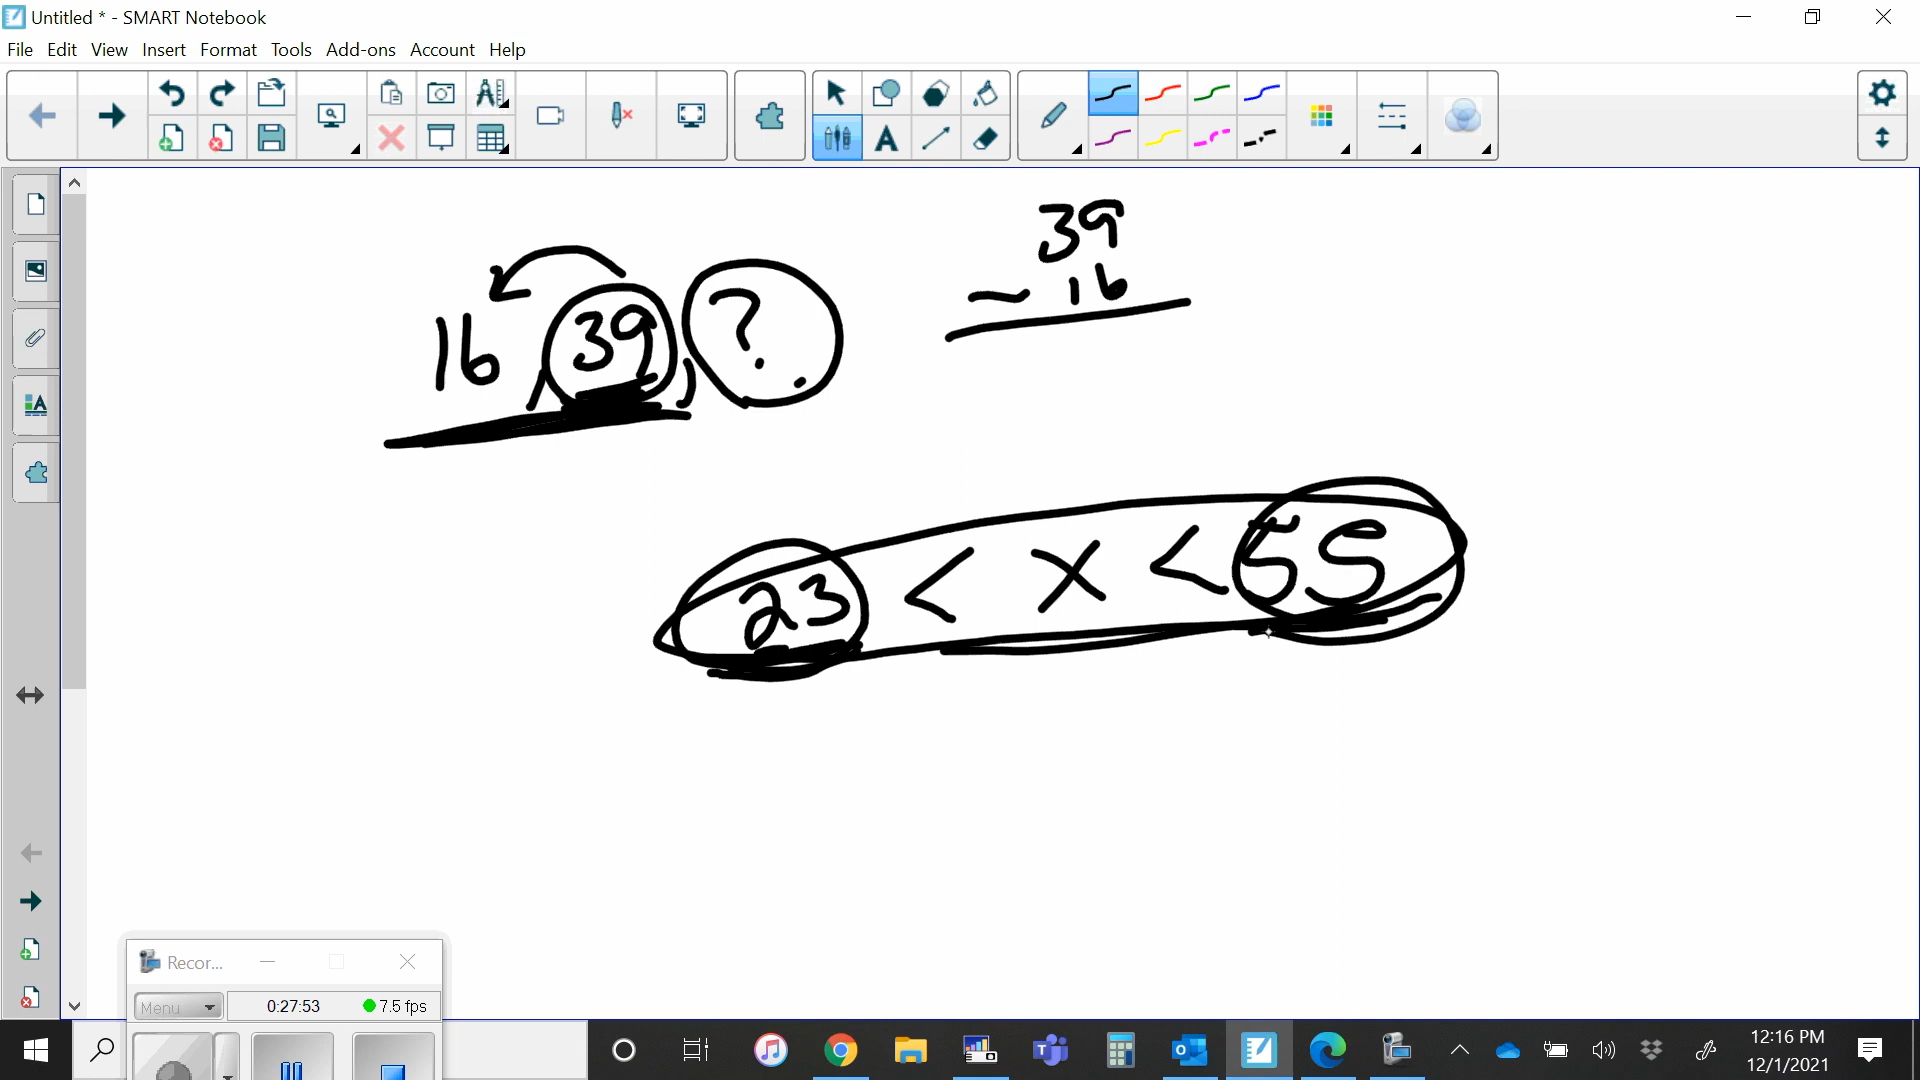 Untitled * - SMART Notebook
File Edit View Insert Format Tools Add-ons Account Help
39
- 16
16, 39, ?
23 < x < 55
Recor...
Menu 0:27:53 7.5 fps
12:16 PM
12/1/2021